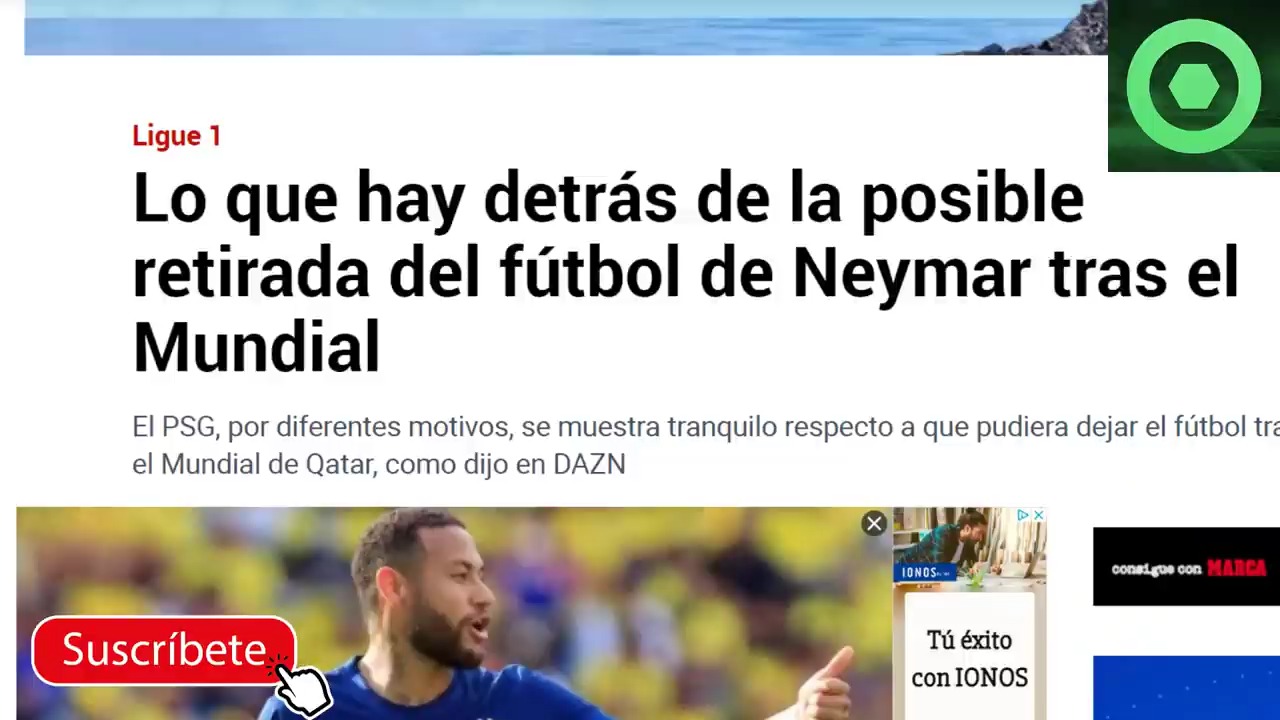 Ligue 1
Lo que hay detrás de la posible
retirada del fútbol de Neymar tras el
Mundial
El PSG, por diferentes motivos, se muestra tranquilo respecto a que pudiera dejar el fútbol
el Mundial de Qatar, como dijo en DAZN
IONOS
consigue con MARCA
Suscríbete
Tú éxito
con IONOS